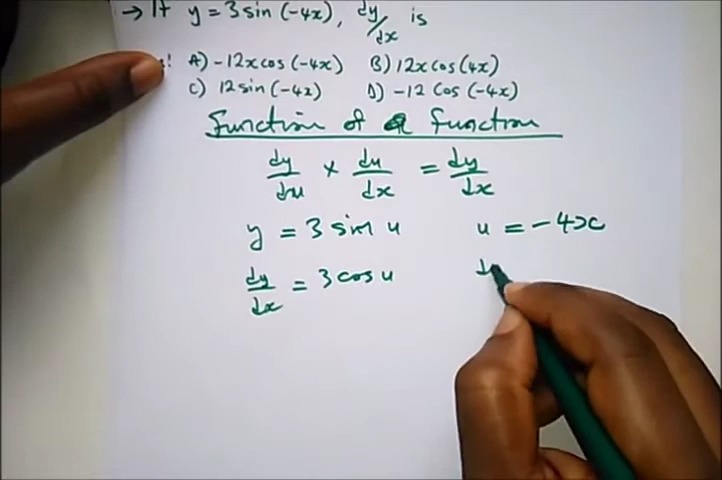 → If y = 3 sin (-4x), dy/dx is
! A) -12x cos (-4x) B) 12x cos (4x)
C) 12 sin (-4x) D) -12 cos (-4x)
Function of a function
dy/du × du/dx = dy/dx
y = 3 sin u u = -4x
dy/dx = 3 cos u d